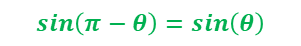 sin(π − θ) = sin(θ)